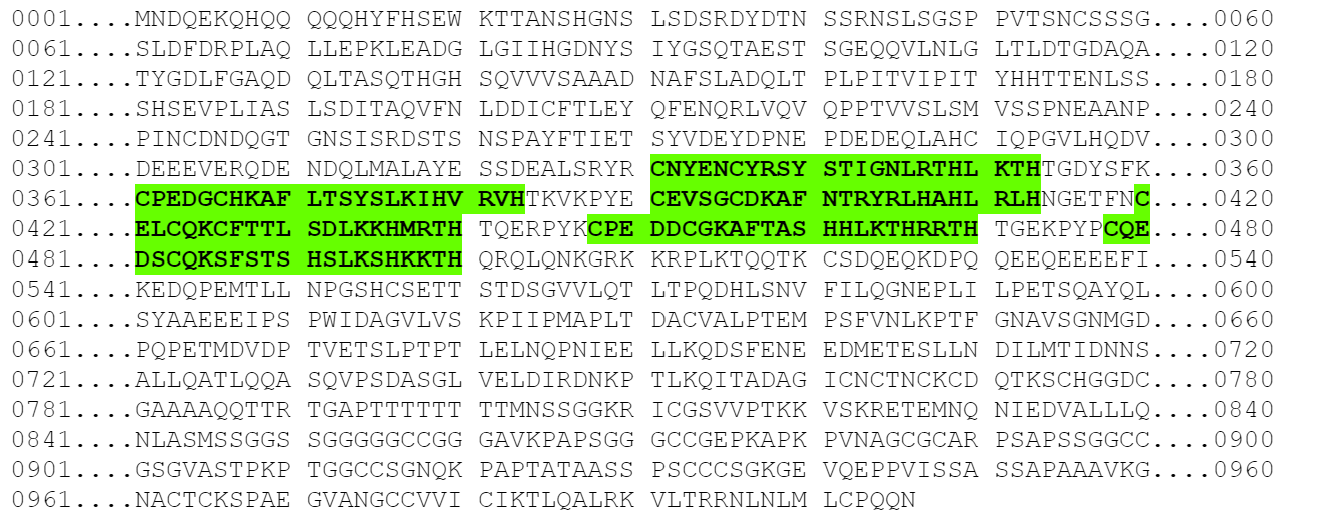 0001....MNDQEKQHQQ QQQHYFHSEW KTTANSHGNS LSDSRDYDTN SSRNSLSGSP PVTSNCSSSG....0060
0061....SLDFDRPLAQ LLEPKLEADG LGIIHGDNYS IYGSQTAEST SGEQQVLNLG LTLDTGDAQA....0120
0121....TYGDLFGAQD QLTASQTHGH SQVVVSAAAD NAFSLADQLT PLPITVIPIT YHHTTENLSS....0180
0181....SHSEVPLIAS LSDITAQVFN LDDICFTLEY QFENQRLVQV QPPTVVSLSM VSSPNEAANP....0240
0241....PINCDNDQGT GNSISRDSTS NSPAYFTIET SYVDEYDPNE PDEDEQLAHC IQPGVLHQDV....0300
0301....DEEEVERQDE NDQLMALAYE SSDEALSRYR CNYENCYRSY STIGNLRTHL KTHTGDYSFK....0360
0361....CPEDGCHKAF LTSYSLKIHV RVHTKVKPYE CEVSGCDKAF NTRYRLHAHL RLHNGETFNC....0420
0421....ELCQKCFTTL SDLKKHMRTH TQERPYKCPE DDCGKAFTAS HHLKTHRRTH TGEKPYPCQE....0480
0481....DSCQKSFSTS HSLKSHKKTH QRQLQNKGRK KRPLKTQQTK CSDQEQKDPQ QEEQEEEEFI....0540
0541....KEDQPEMTLL NPGSHCSETT STDSGVVLQT LTPQDHLSNV FILQGNEPLI LPETSQAYQL....0600
0601....SYAAEEEIPS PWIDAGVLVS KPIIPMAPLT DACVALPTEM PSFVNLKPTF GNAVSGNMGD....0660
0661....PQPETMDVDP TVETSLPTPT LELNQPNIEE LLKQDSFENE EDMETESLLN DILMTIDNNS....0720
0721....ALLQATLQQA SQVPSDASGL VELDIRDNKP TLKQITADAG ICNCTNCKCD QTKSCHGGDC....0780
0781....GAAAAQQTTR TGAPTTTTTT TTMNSSGGKR ICGSVVPTKK VSKRETEMNQ NIEDVALLLQ....0840
0841....NLASMSSGGS SGGGGGCCGG GAVKPAPSGG GCCGEPKAPK PVNAGCGCAR PSAPSSGGCC....0900
0901....GSGVASTPKP TGGCCSGNQK PAPTATAASS PSCCCSGKGE VQEPPVISSA SSAPAAAVKG....0960
0961....NACTCKSPAE GVANGCCVVI CIKTLQALRK VLTRRNLNLM LCPQQN